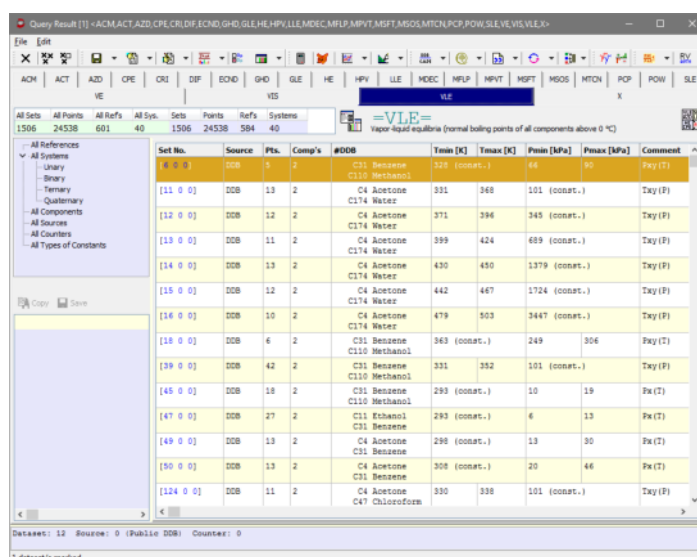 Query Result [1] <ACM,ACT,AZD,CPE,CRI,DIF,ECND,GHD,GLE,HE,HPV,LLE,MDEC,MFLP,MPVT,MSFT,MSOS,MTCN,PCP,POW,SLE,VE,VIS,VLE,X>
File Edit
ACM ACT AZD CPE CRI DIF ECND GHD GLE HE HPV LLE MDEC MFLP MPVT MSFT MSOS MTCN PCP POW SLE
VE VIS VLE X
All Sets All Points All Refs All Sys. Sets Points Refs Systems
1506 24538 601 40 1506 24538 584 40
=VLE=
Vapor-liquid equilibria (normal boiling points of all components above 0 °C)
All References
All Systems
Unary
Binary
Ternary
Quaternary
All Components
All Sources
All Counters
All Types of Constants
Copy Save
Set No. Source Pts. Comp's #DDB Tmin [K] Tmax [K] Pmin [kPa] Pmax [kPa] Comment
[6 0 0] DDB 5 2 C31 Benzene 328 (const.) 66 90 Pxy(T)
C110 Methanol
[11 0 0] DDB 13 2 C4 Acetone 331 368 101 (const.) Txy(P)
C174 Water
[12 0 0] DDB 12 2 C4 Acetone 371 396 345 (const.) Txy(P)
C174 Water
[13 0 0] DDB 11 2 C4 Acetone 399 424 689 (const.) Txy(P)
C174 Water
[14 0 0] DDB 13 2 C4 Acetone 430 450 1379 (const.) Txy(P)
C174 Water
[15 0 0] DDB 12 2 C4 Acetone 442 467 1724 (const.) Txy(P)
C174 Water
[16 0 0] DDB 10 2 C4 Acetone 479 503 3447 (const.) Txy(P)
C174 Water
[18 0 0] DDB 6 2 C31 Benzene 363 (const.) 249 306 Pxy(T)
C110 Methanol
[39 0 0] DDB 42 2 C31 Benzene 331 352 101 (const.) Txy(P)
C110 Methanol
[45 0 0] DDB 18 2 C31 Benzene 293 (const.) 10 19 Px(T)
C110 Methanol
[47 0 0] DDB 27 2 C11 Ethanol 293 (const.) 6 13 Px(T)
C31 Benzene
[49 0 0] DDB 13 2 C4 Acetone 298 (const.) 13 30 Px(T)
C31 Benzene
[50 0 0] DDB 13 2 C4 Acetone 308 (const.) 20 46 Px(T)
C31 Benzene
[124 0 0] DDB 11 2 C4 Acetone 330 338 101 (const.) Txy(P)
C47 Chloroform
Dataset: 12 Source: 0 (Public DDB) Counter: 0
1 dataset is marked